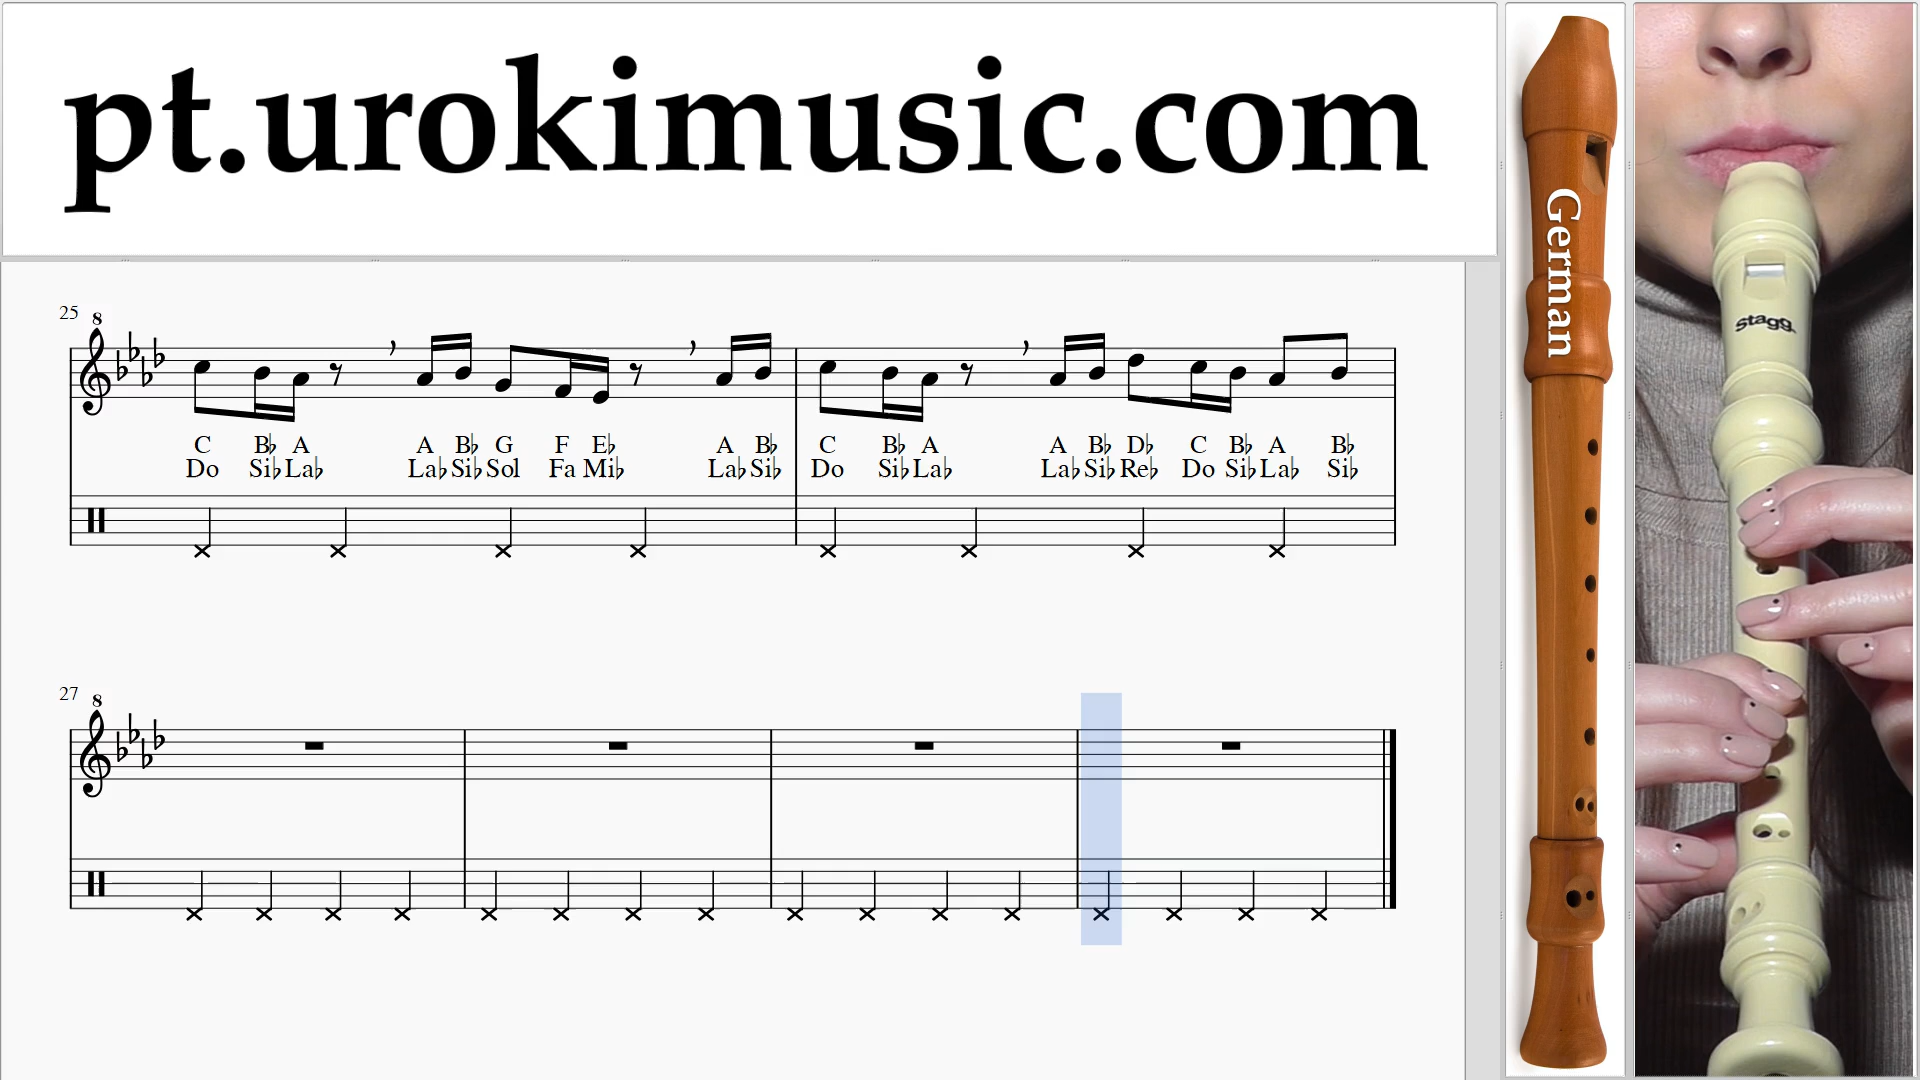 pt.urokimusic.com
German
Stagg
25
8
C B♭ A A B♭ G F E♭ A B♭ C B♭ A A B♭ D♭ C B♭ A B♭
Do Si♭ La♭ La♭ Si♭ Sol Fa Mi♭ La♭ Si♭ Do Si♭ La♭ La♭ Si♭ Re♭ Do Si♭ La♭ Si♭
27
8